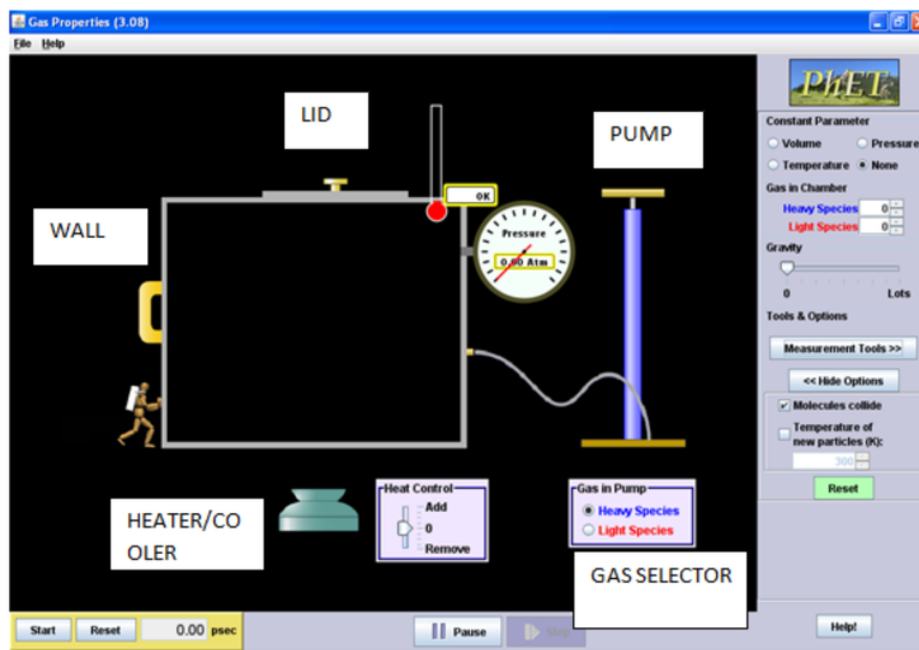 Gas Properties (3.08)
File Help
LID
PUMP
WALL
OK
Pressure
0.00 Atm
PhET
Constant Parameter
Volume Pressure
Temperature None
Gas in Chamber
Heavy Species 0
Light Species 0
Gravity
0 Lots
Tools & Options
Measurement Tools >>
<< Hide Options
Molecules collide
Temperature of
new particles (K):
300
Reset
HEATER/CO
OLER
Heat Control
Add
0
Remove
Gas in Pump
Heavy Species
Light Species
GAS SELECTOR
Start Reset 0.00 psec
Pause Step
Help!